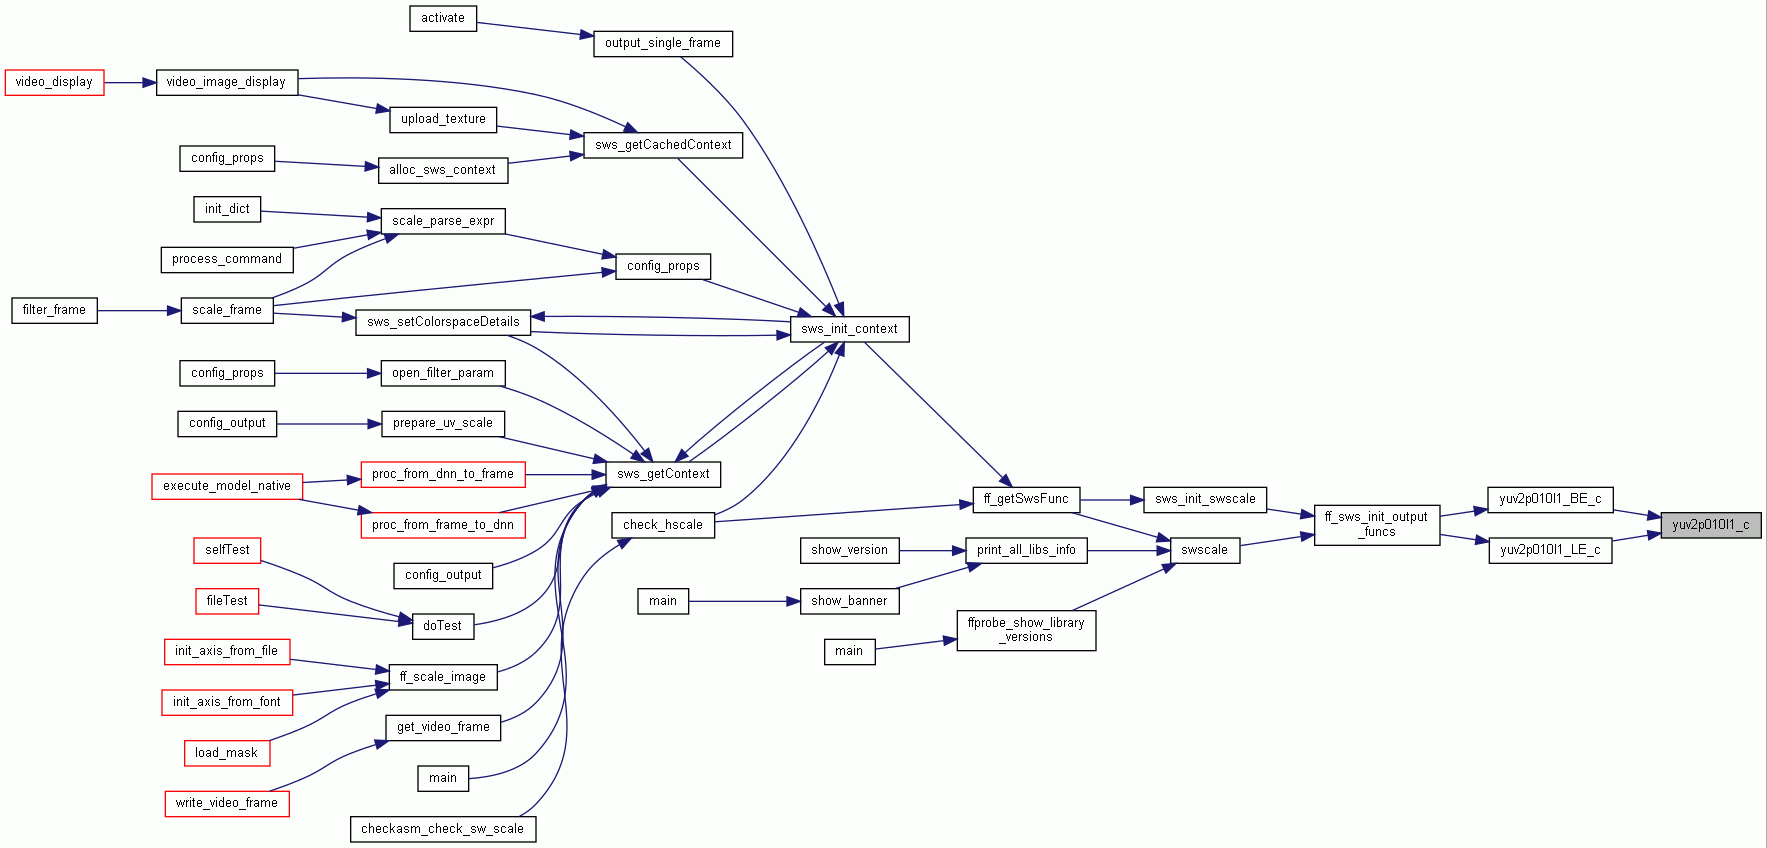 activate
output_single_frame
video_display
video_image_display
upload_texture
sws_getCachedContext
config_props
alloc_sws_context
init_dict
scale_parse_expr
process_command
config_props
filter_frame
scale_frame
sws_setColorspaceDetails
sws_init_context
config_props
open_filter_param
config_output
prepare_uv_scale
execute_model_native
proc_from_dnn_to_frame
sws_getContext
proc_from_frame_to_dnn
check_hscale
ff_getSwsFunc
sws_init_swscale
ff_sws_init_output
_funcs
yuv2p010l1_BE_c
yuv2p010l1_c
yuv2p010l1_LE_c
selfTest
config_output
show_version
print_all_libs_info
swscale
fileTest
doTest
main
show_banner
ffprobe_show_library
_versions
main
init_axis_from_file
ff_scale_image
init_axis_from_font
get_video_frame
load_mask
main
write_video_frame
checkasm_check_sw_scale